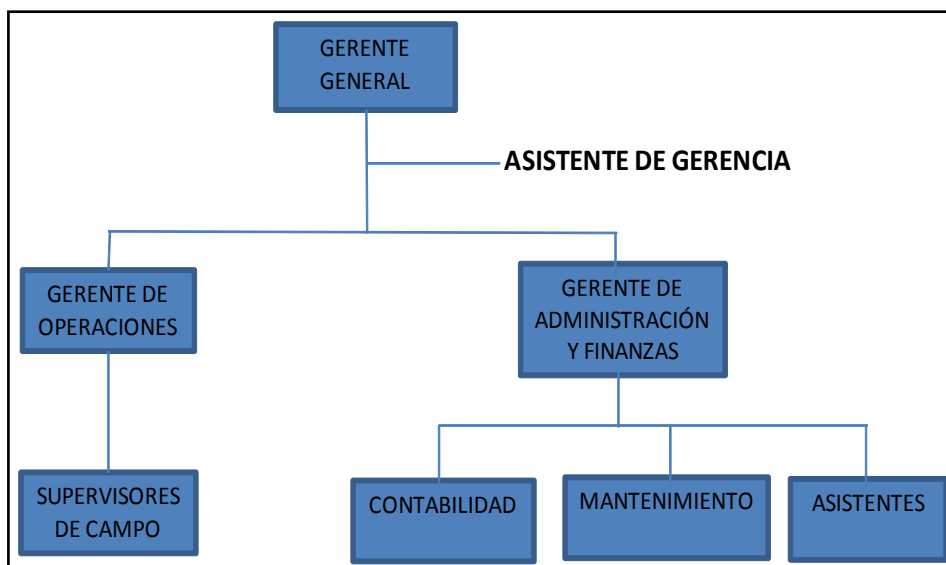 GERENTE
GENERAL
ASISTENTE DE GERENCIA
GERENTE DE
OPERACIONES
GERENTE DE
ADMINISTRACIÓN
Y FINANZAS
SUPERVISORES
DE CAMPO
CONTABILIDAD
MANTENIMIENTO
ASISTENTES